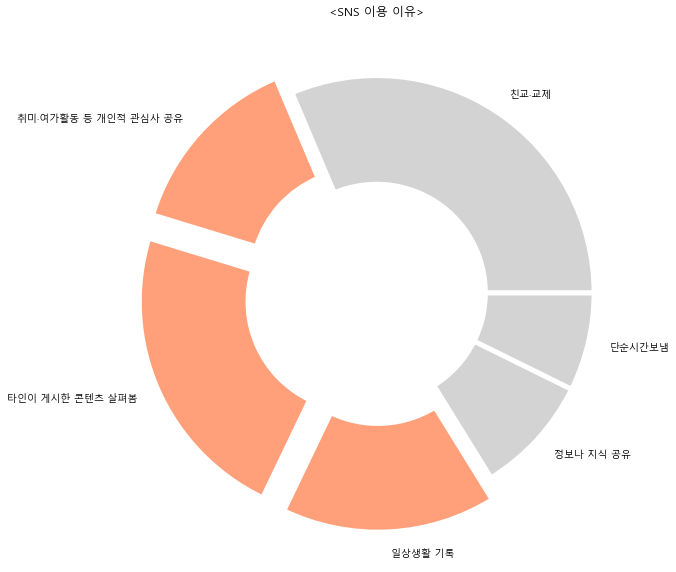 <SNS 이용 이유>
친교·교제
취미·여가활동 등 개인적 관심사 공유
단순시간보냄
타인이 게시한 콘텐츠 살펴봄
정보나 지식 공유
일상생활 기록